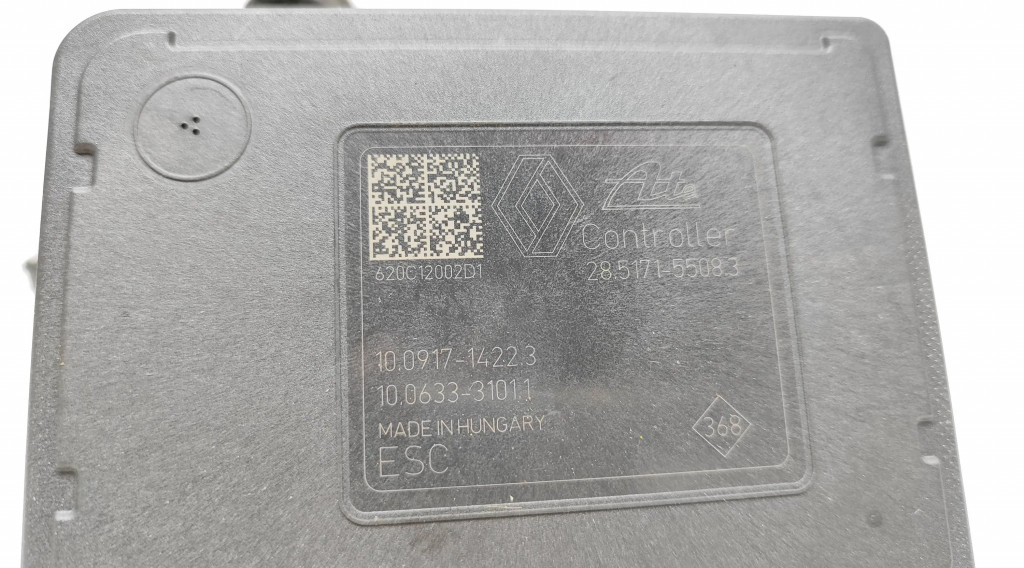 Ate
Controller
620C12002D1
28.5171-5508.3
10.0917-1422.3
10.0633-3101.1
MADE IN HUNGARY
368
ESC